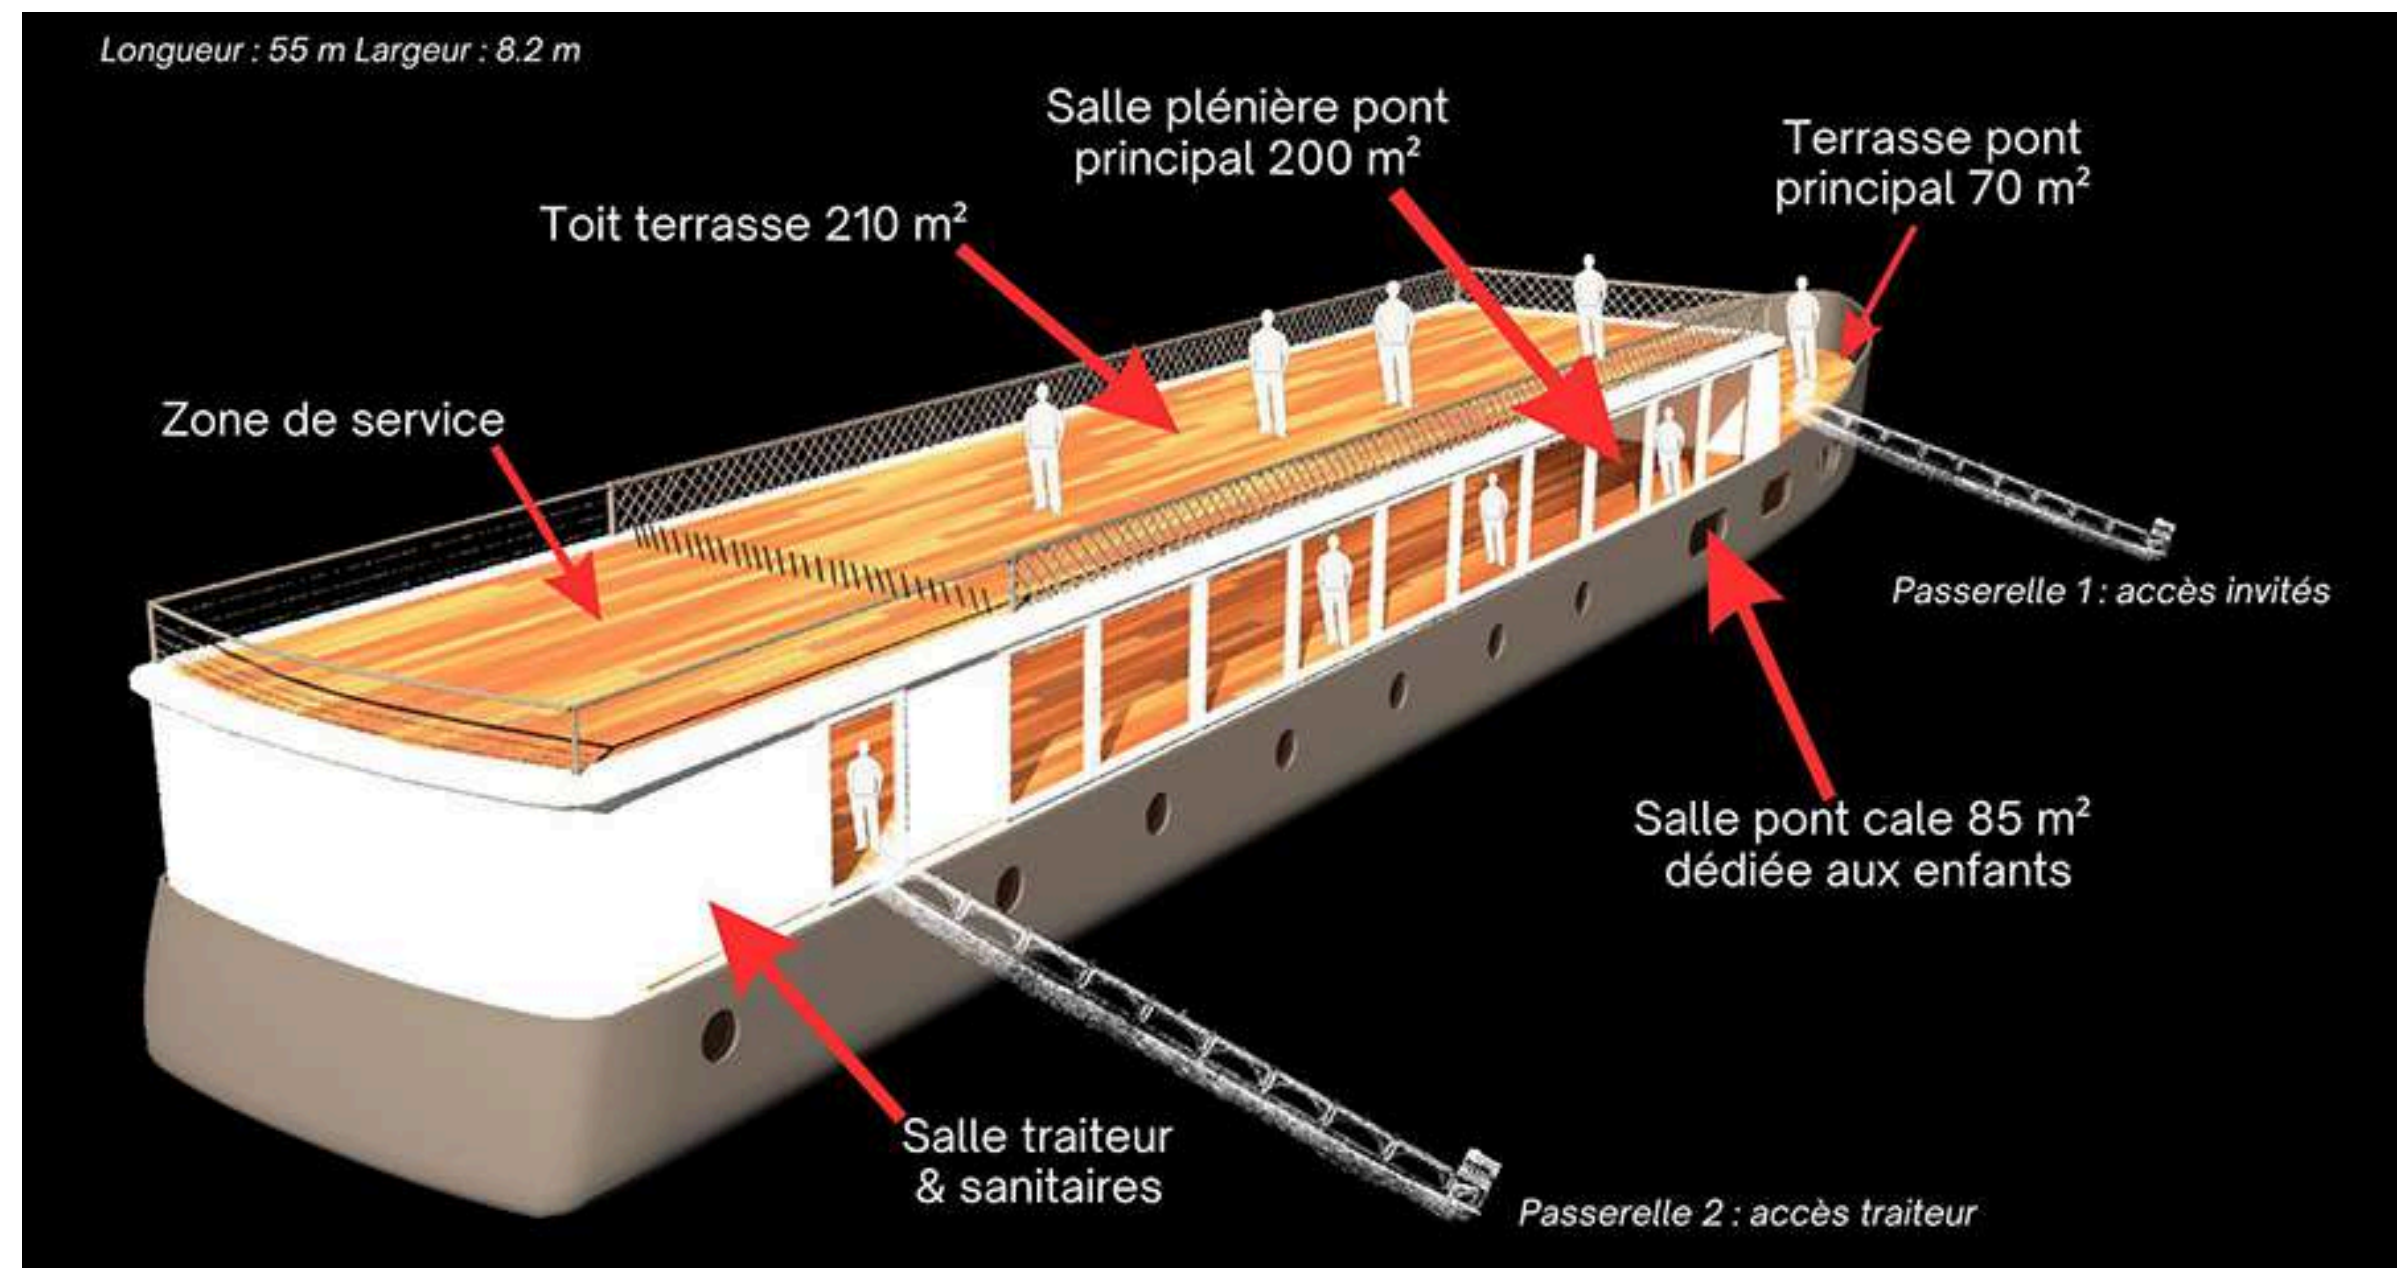 Longueur : 55 m Largeur : 8.2 m
Salle plénière pont
principal 200 m²
Terrasse pont
principal 70 m²
Toit terrasse 210 m²
Zone de service
Passerelle 1 : accès invités
Salle pont cale 85 m²
dédiée aux enfants
Salle traiteur
& sanitaires
Passerelle 2 : accès traiteur